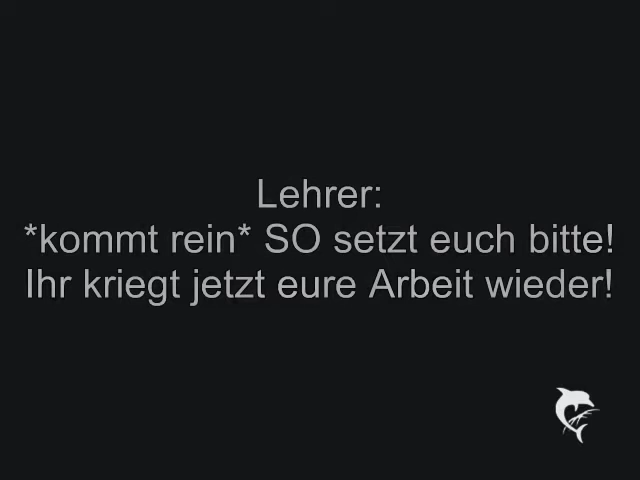 Lehrer:
*kommt rein* SO setzt euch bitte!
Ihr kriegt jetzt eure Arbeit wieder!